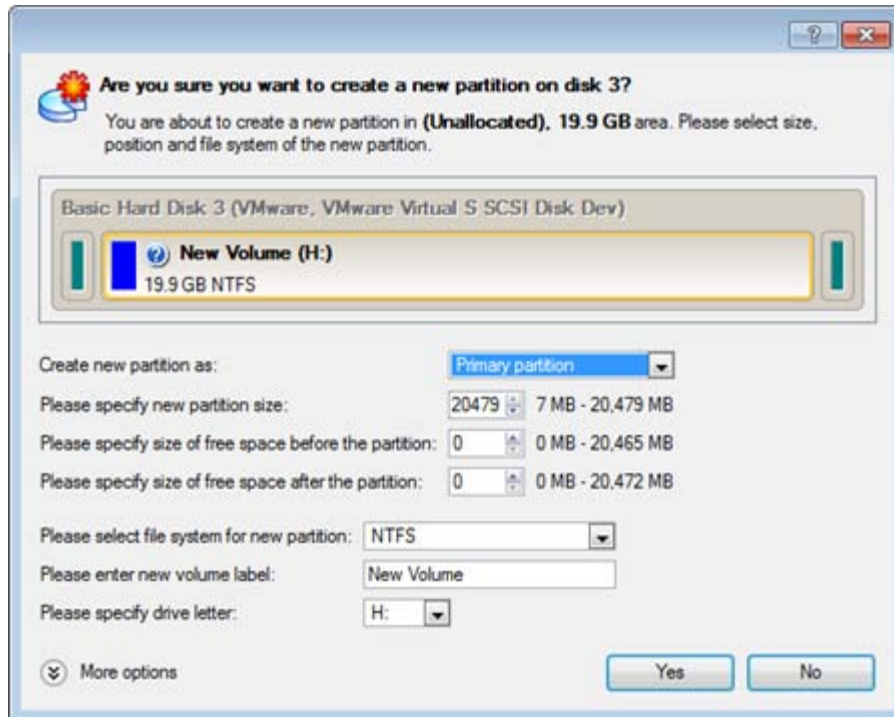 Are you sure you want to create a new partition on disk 3?
You are about to create a new partition in (Unallocated), 19.9 GB area. Please select size,
position and file system of the new partition.
Basic Hard Disk 3 (VMware, VMware Virtual S SCSI Disk Dev)
New Volume (H:)
19.9 GB NTFS
Create new partition as: Primary partition
Please specify new partition size: 20479 7 MB - 20,479 MB
Please specify size of free space before the partition: 0 0 MB - 20,465 MB
Please specify size of free space after the partition: 0 0 MB - 20,472 MB
Please select file system for new partition: NTFS
Please enter new volume label: New Volume
Please specify drive letter: H:
More options Yes No